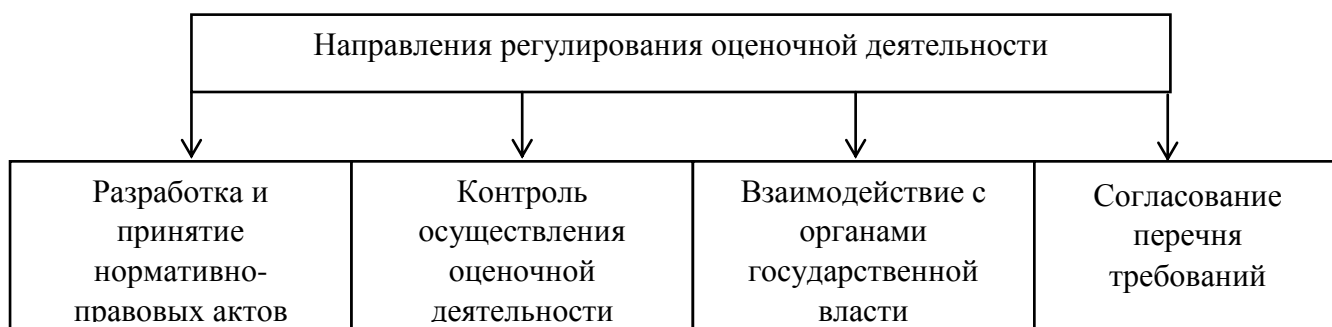 Направления регулирования оценочной деятельности
Разработка и
принятие
нормативно-
правовых актов
Контроль
осуществления
оценочной
деятельности
Взаимодействие с
органами
государственной
власти
Согласование
перечня
требований